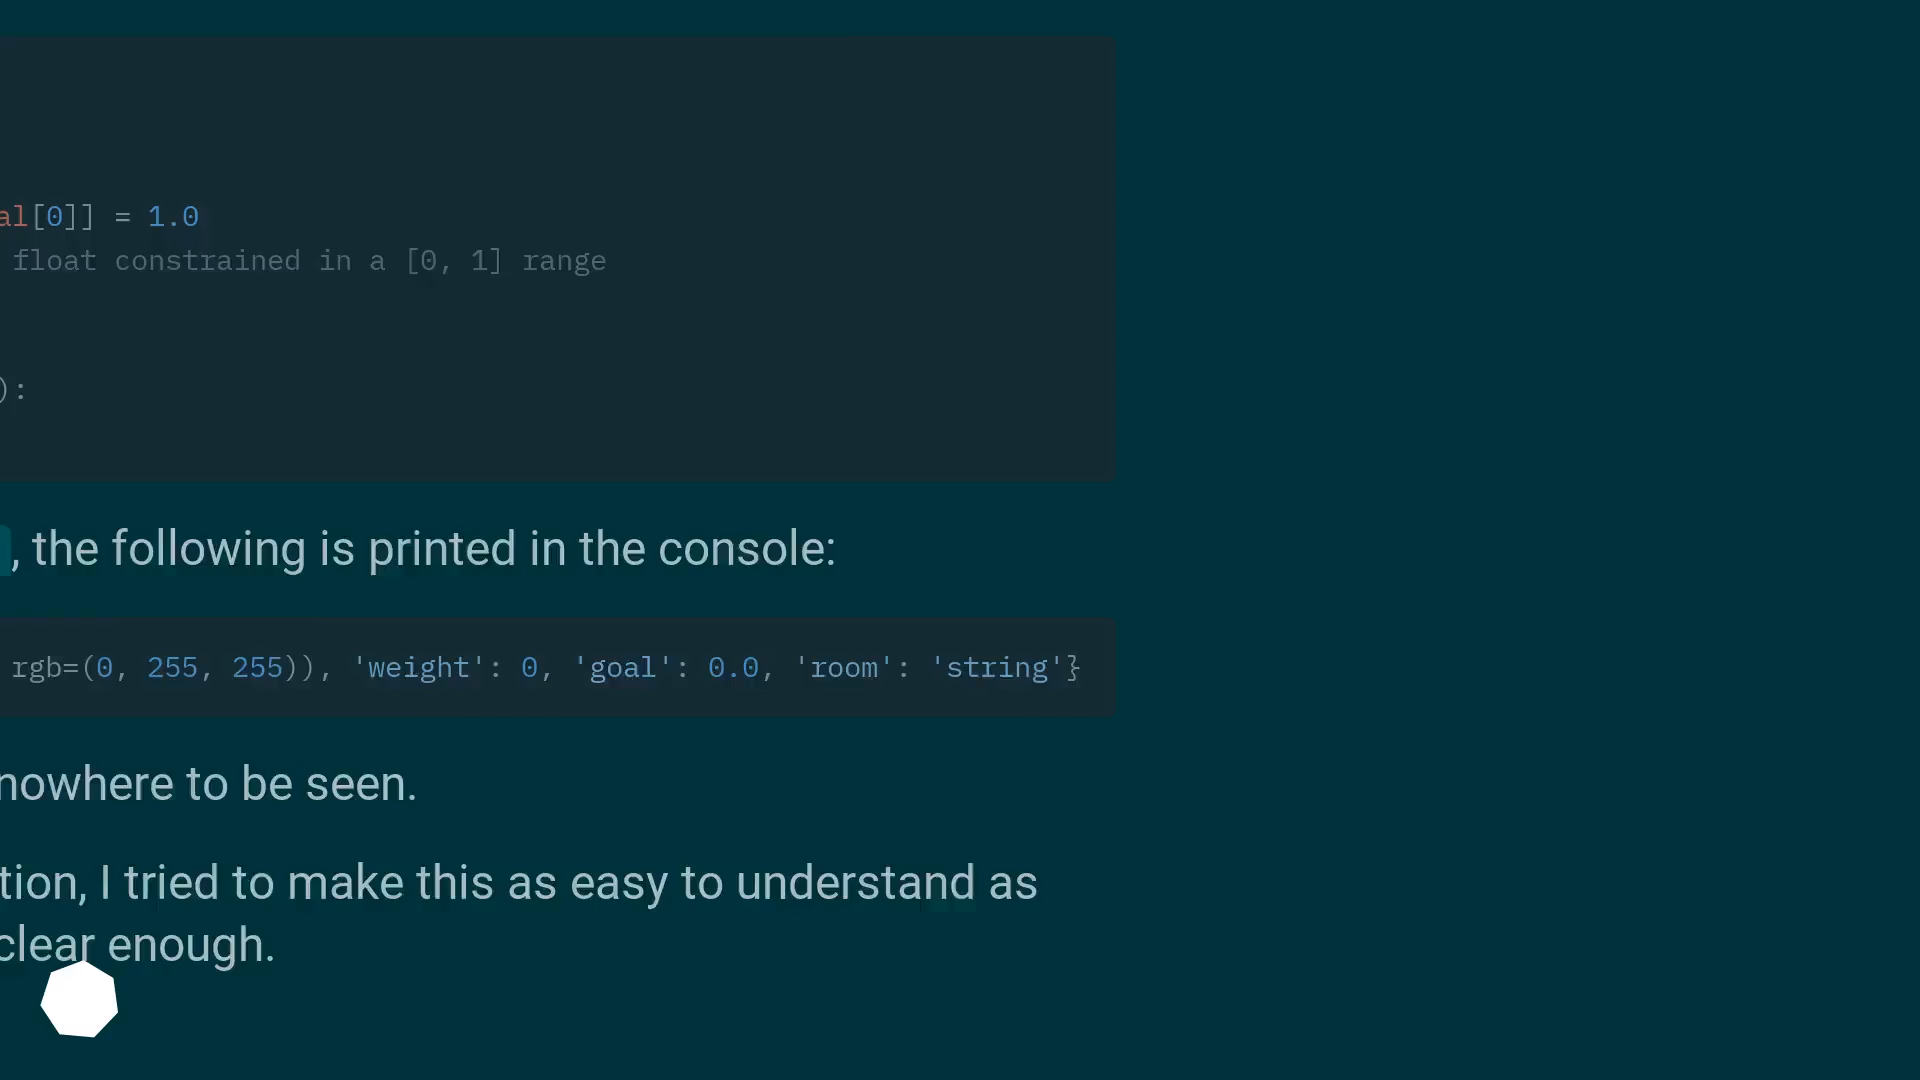 al[0]] = 1.0
float constrained in a [0, 1] range
):
, the following is printed in the console:
rgb=(0, 255, 255)), 'weight': 0, 'goal': 0.0, 'room': 'string'}
nowhere to be seen.
tion, I tried to make this as easy to understand as
clear enough.